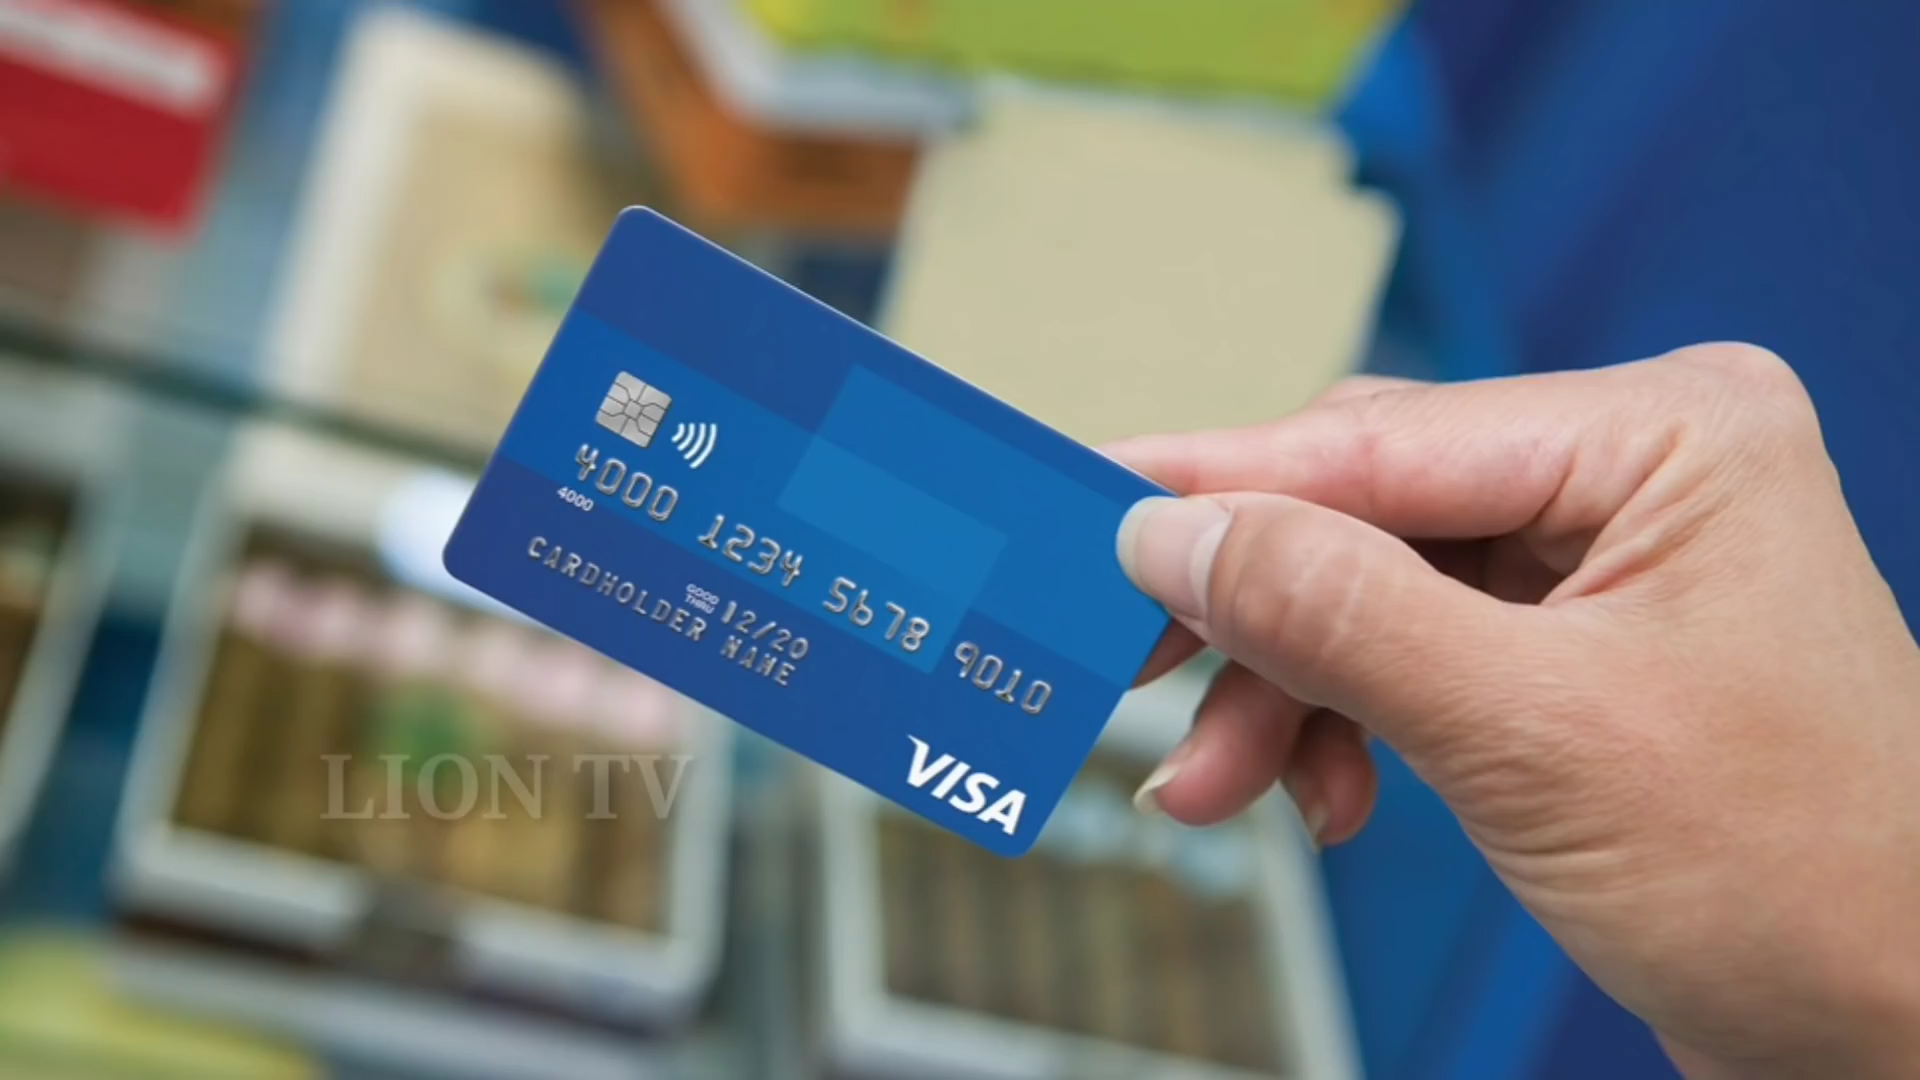 4000 1234 5678 9010
4000
GOOD
THRU
12/20
CARDHOLDER NAME
VISA
LION TV